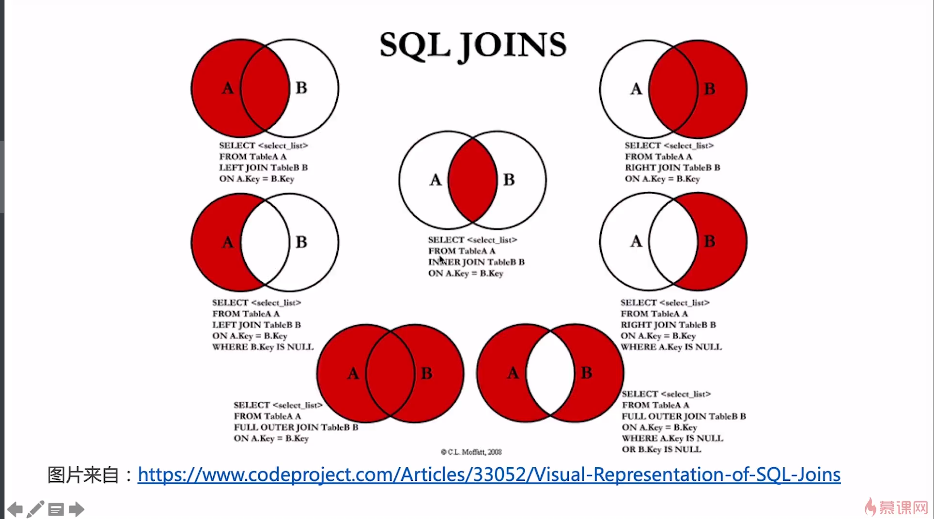 SQL JOINS
A B
SELECT <select_list>
FROM TableA A
LEFT JOIN TableB B
ON A.Key = B.Key
A B
SELECT <select_list>
FROM TableA A
RIGHT JOIN TableB B
ON A.Key = B.Key
A B
SELECT <select_list>
FROM TableA A
INNER JOIN TableB B
ON A.Key = B.Key
A B
SELECT <select_list>
FROM TableA A
LEFT JOIN TableB B
ON A.Key = B.Key
WHERE B.Key IS NULL
A B
SELECT <select_list>
FROM TableA A
RIGHT JOIN TableB B
ON A.Key = B.Key
WHERE A.Key IS NULL
A B
SELECT <select_list>
FROM TableA A
FULL OUTER JOIN TableB B
ON A.Key = B.Key
A B
SELECT <select_list>
FROM TableA A
FULL OUTER JOIN TableB B
ON A.Key = B.Key
WHERE A.Key IS NULL
OR B.Key IS NULL
© C.L. Moffatt, 2008
图片来自：https://www.codeproject.com/Articles/33052/Visual-Representation-of-SQL-Joins
慕课网